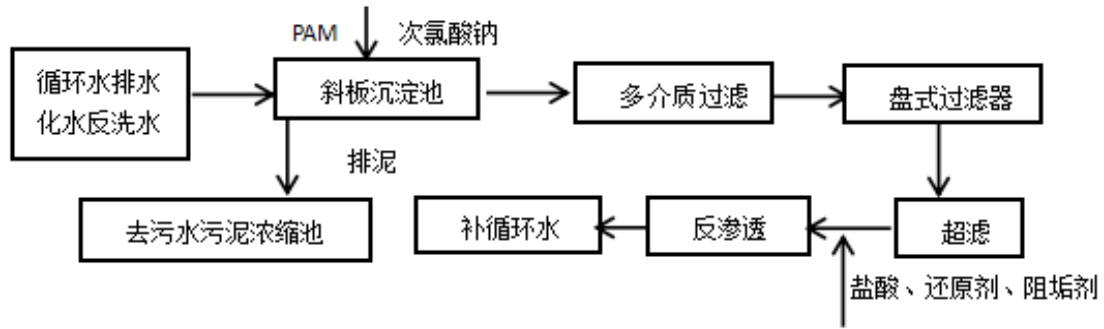 PAM
次氯酸钠
循环水排水
化水反洗水
斜板沉淀池
多介质过滤
盘式过滤器
排泥
去污水污泥浓缩池
补循环水
反渗透
超滤
盐酸、还原剂、阻垢剂